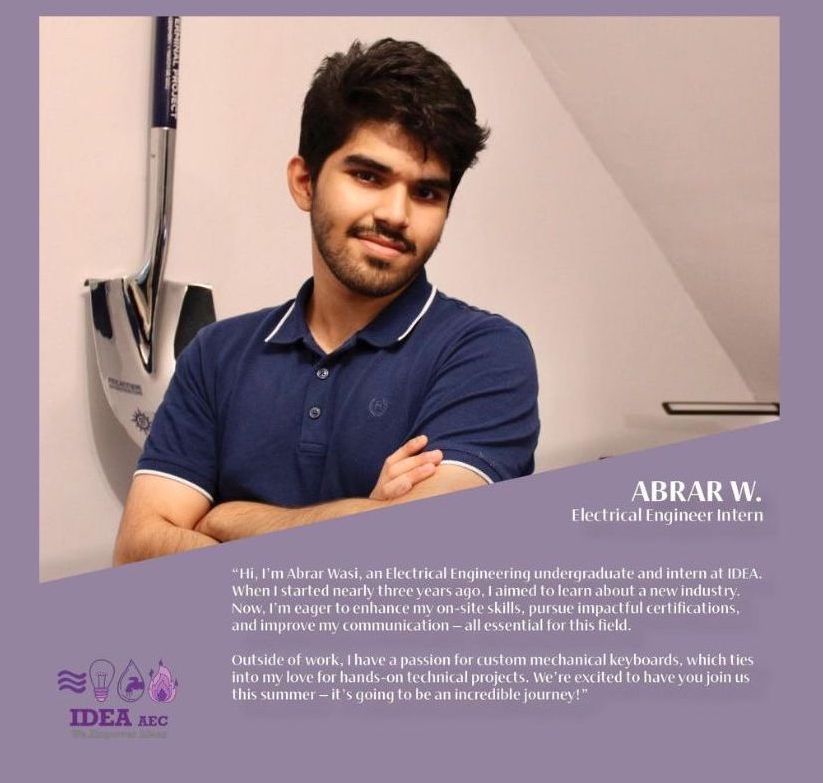 ABRAR W.
Electrical Engineer Intern
“Hi, I’m Abrar Wasi, an Electrical Engineering undergraduate and intern at IDEA.
When I started nearly three years ago, I aimed to learn about a new industry.
Now, I’m eager to enhance my on-site skills, pursue impactful certifications,
and improve my communication – all essential for this field.
Outside of work, I have a passion for custom mechanical keyboards, which ties
into my love for hands-on technical projects. We’re excited to have you join us
this summer – it’s going to be an incredible journey!”
IDEA AEC
We Empower Ideas